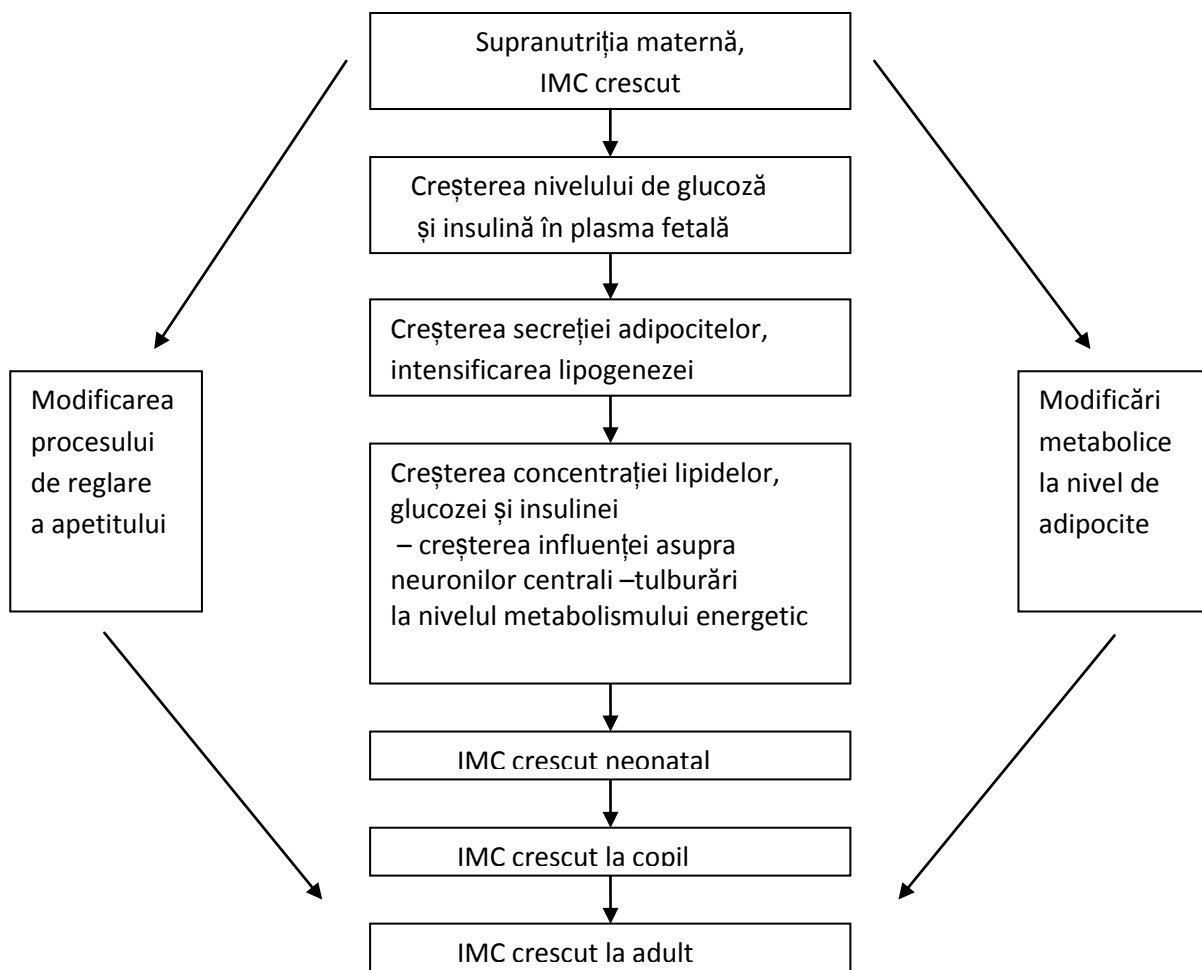 Supranutriția maternă,
IMC crescut
Creșterea nivelului de glucoză
și insulină în plasma fetală
Creșterea secreției adipocitelor,
intensificarea lipogenezei
Modificarea
procesului
de reglare
a apetitului
Creșterea concentrației lipidelor,
glucozei și insulinei
– creșterea influenței asupra
neuronilor centrali –tulburări
la nivelul metabolismului energetic
Modificări
metabolice
la nivel de
adipocite
IMC crescut neonatal
IMC crescut la copil
IMC crescut la adult